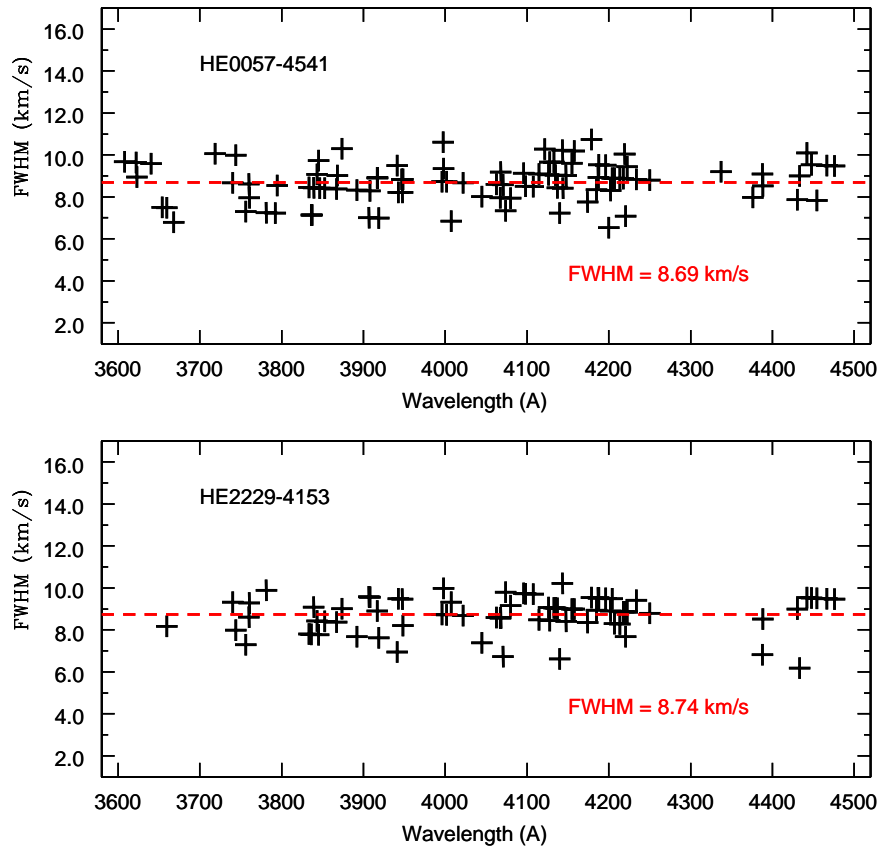 16.0
14.0
12.0
10.0
8.0
6.0
4.0
2.0
FWHM (km/s)
HE0057-4541
FWHM = 8.69 km/s
3600 3700 3800 3900 4000 4100 4200 4300 4400 4500
Wavelength (A)
16.0
14.0
12.0
10.0
8.0
6.0
4.0
2.0
FWHM (km/s)
HE2229-4153
FWHM = 8.74 km/s
3600 3700 3800 3900 4000 4100 4200 4300 4400 4500
Wavelength (A)